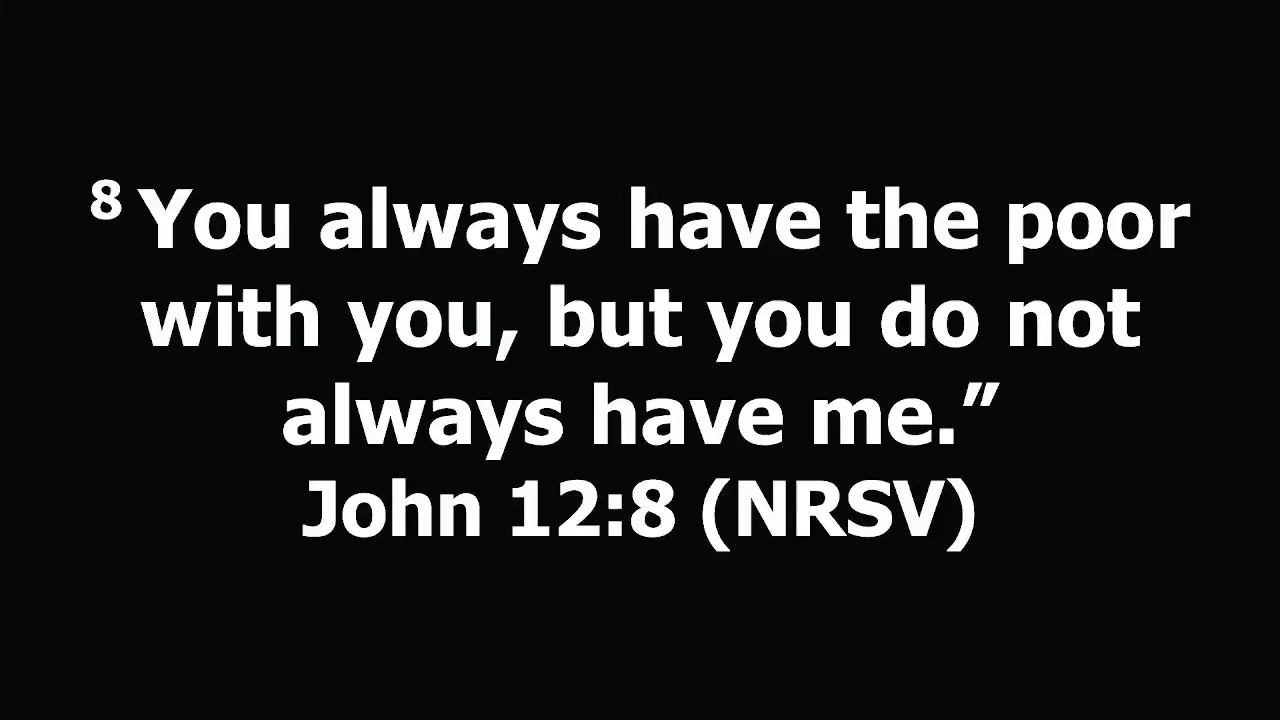 8 You always have the poor
with you, but you do not
always have me.”
John 12:8 (NRSV)